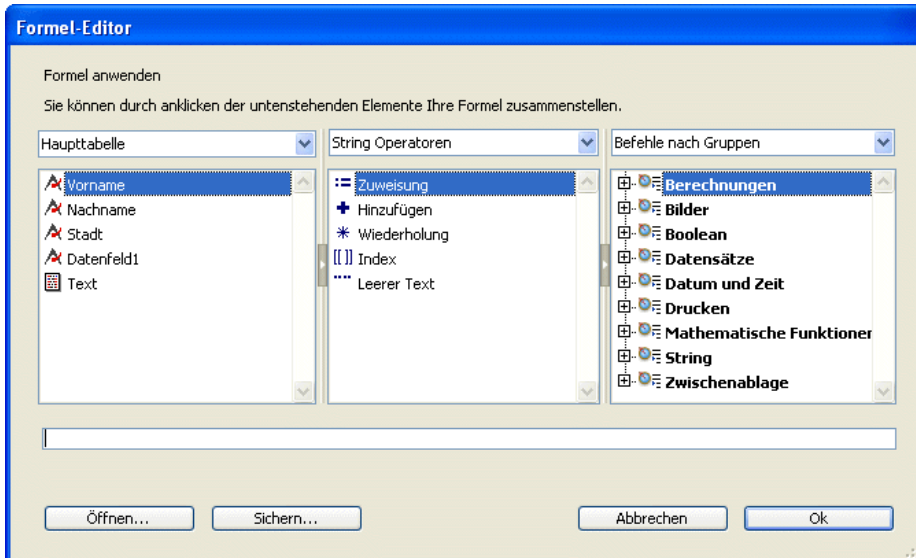 Formel-Editor
Formel anwenden
Sie können durch anklicken der untenstehenden Elemente Ihre Formel zusammenstellen.
Haupttabelle
Vorname
Nachname
Stadt
Datenfeld1
Text
String Operatoren
:= Zuweisung
+ Hinzufügen
* Wiederholung
[[ ]] Index
"" Leerer Text
Befehle nach Gruppen
Berechnungen
Bilder
Boolean
Datensätze
Datum und Zeit
Drucken
Mathematische Funktioner
String
Zwischenablage
Öffnen...
Sichern...
Abbrechen
Ok